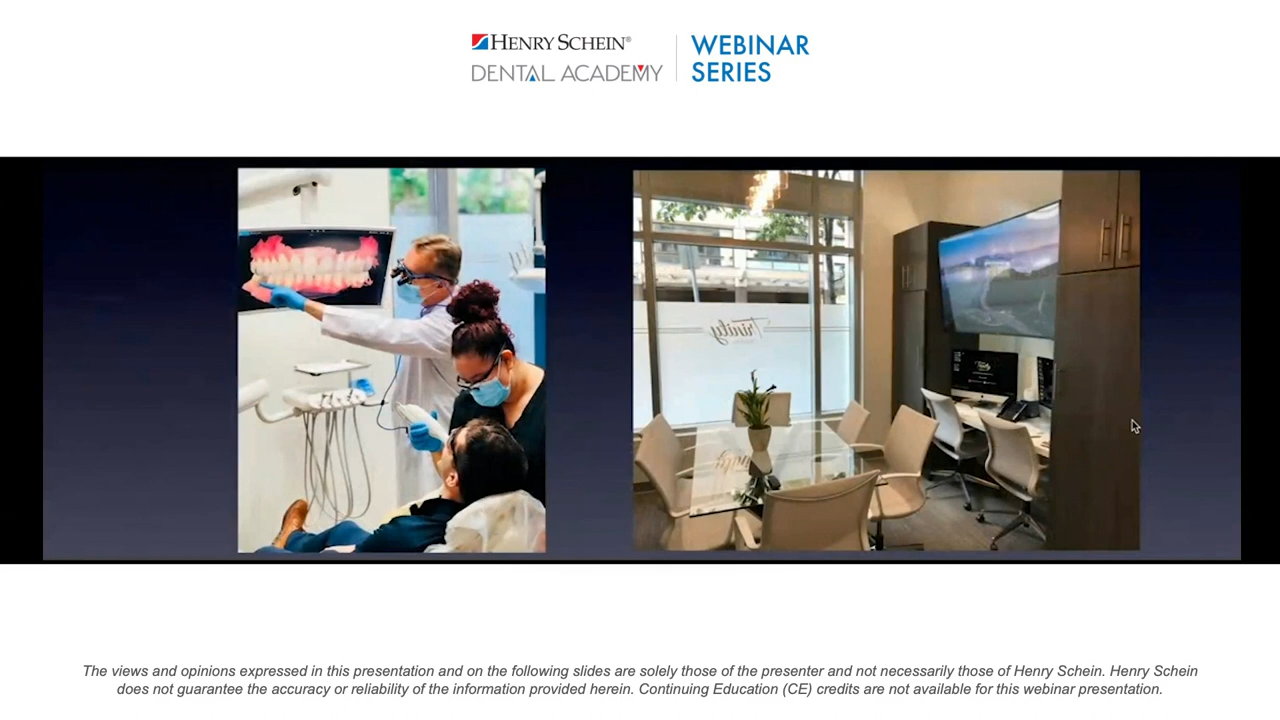 HENRY SCHEIN®
DENTAL ACADEMY
WEBINAR
SERIES
Trinity
The views and opinions expressed in this presentation and on the following slides are solely those of the presenter and not necessarily those of Henry Schein. Henry Schein
does not guarantee the accuracy or reliability of the information provided herein. Continuing Education (CE) credits are not available for this webinar presentation.